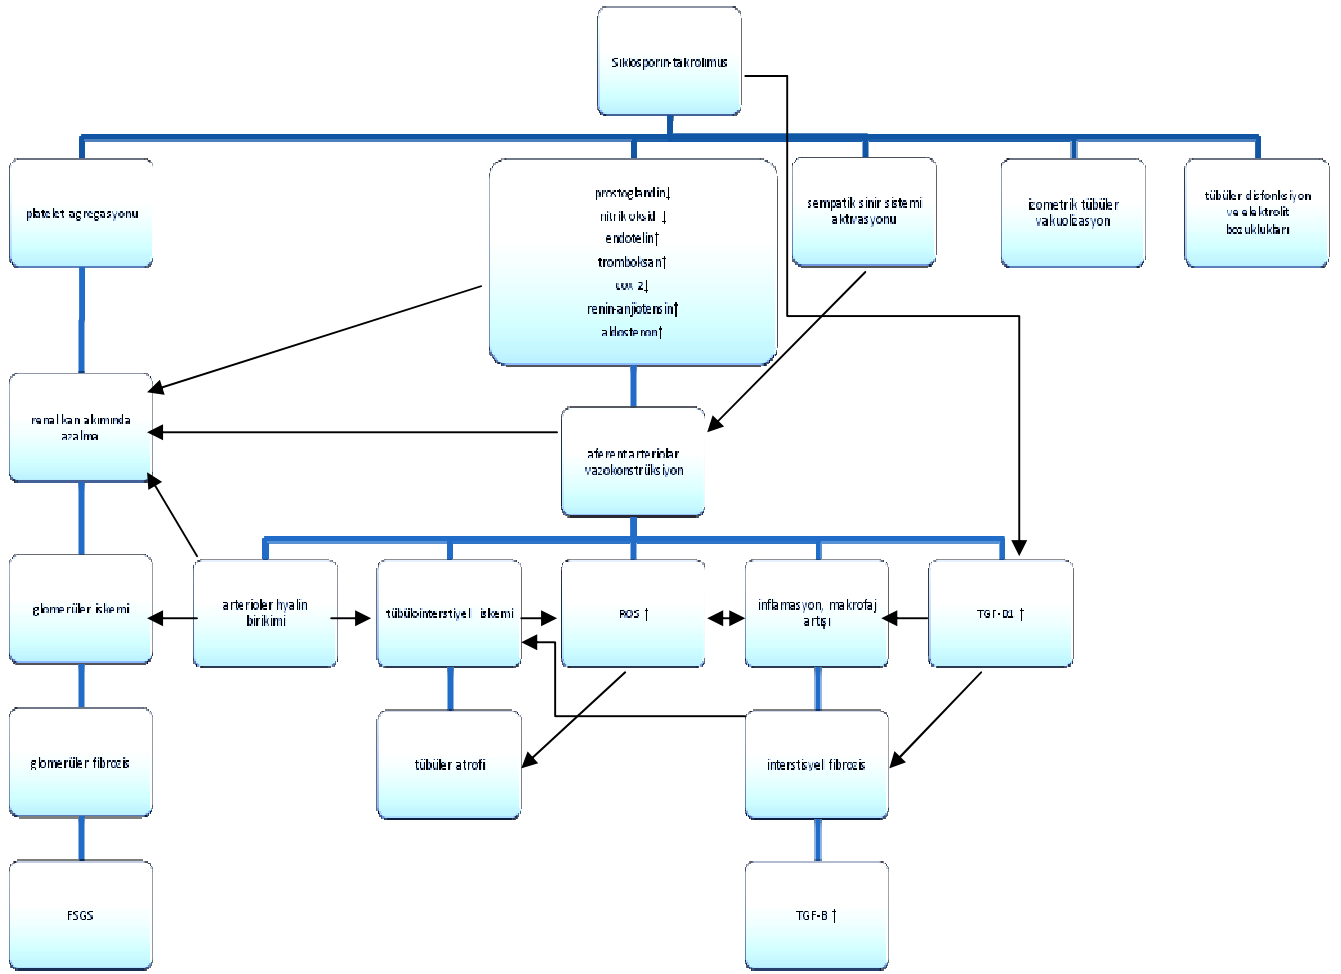 Siklosporin-takrolimus
platelet agregasyonu
prostoglandin↓
nitrik oksid ↓
endotelin↑
tromboksan↑
cox 2↓
renin-anjiotensin↑
aldosteron↑
sempatik sinir sistemi
aktivasyonu
izometrik tübüler
vakuolizasyon
tübüler disfonksiyon
ve elektrolit
bozuklukları
renal kan akımında
azalma
aferent arteriolar
vazokonstrüksiyon
glomerüler iskemi
arterioler hyalin
birikimi
tübülointerstiyel iskemi
ROS ↑
inflamasyon, makrofaj
artışı
TGF-B1 ↑
glomerüler fibrozis
tübüler atrofi
interstisyel fibrozis
FSGS
TGF-B ↑